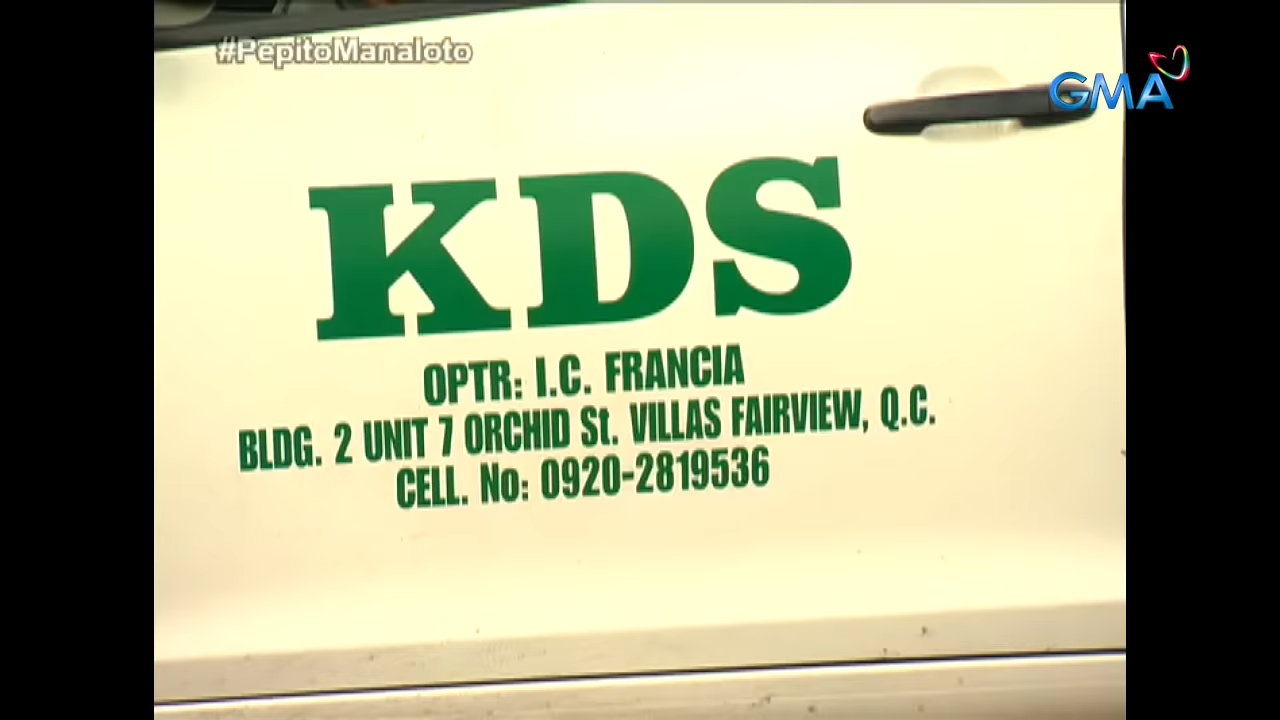 #PepitoManaloto
GMA
KDS
OPTR: I.C. FRANCIA
BLDG. 2 UNIT 7 ORCHID St. VILLAS FAIRVIEW, Q.C.
CELL. No: 0920-2819536